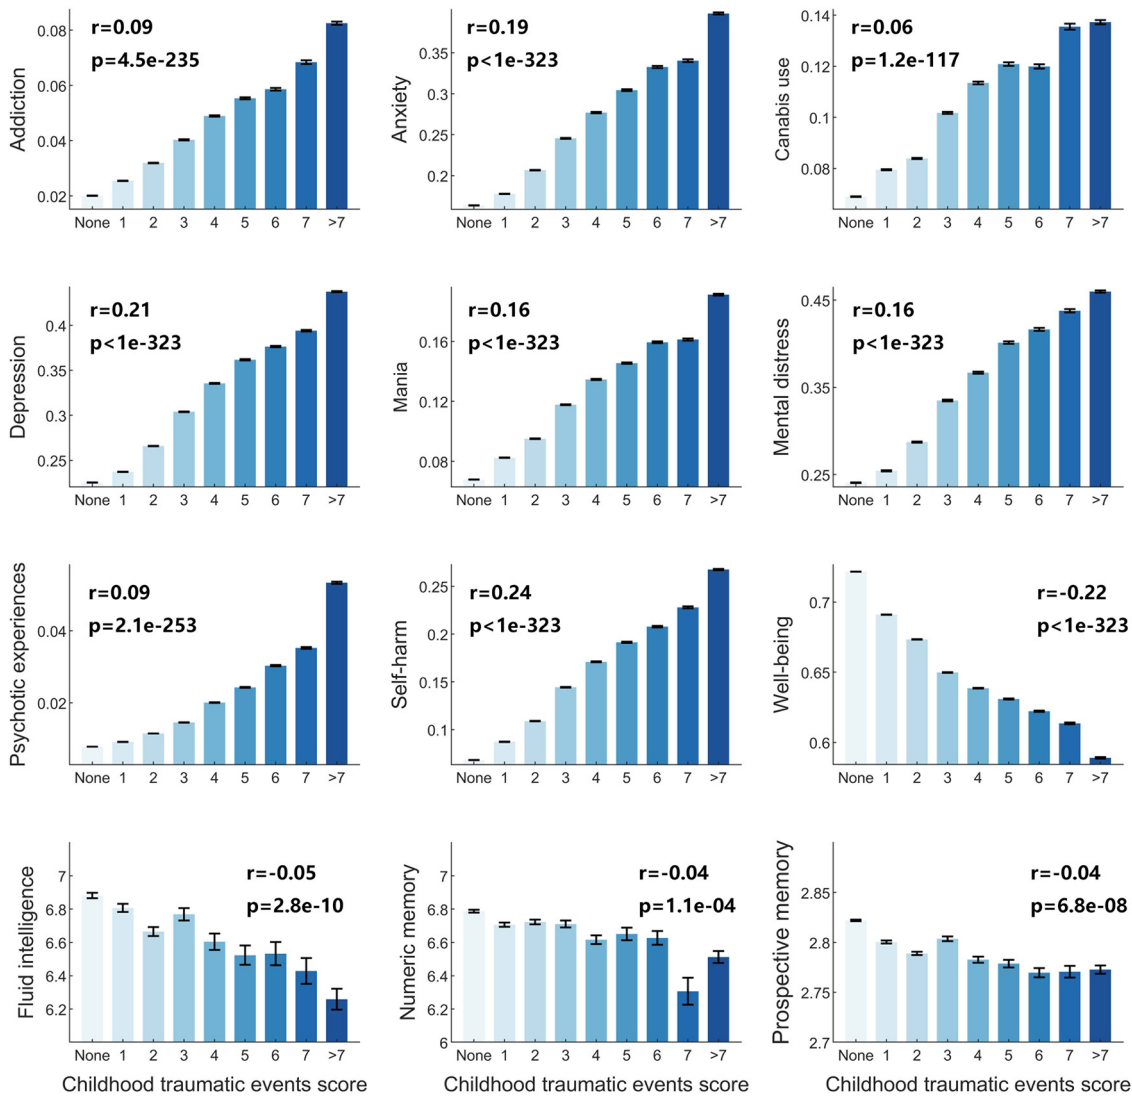 Addiction
r=0.09
p=4.5e-235
0.08
0.06
0.04
0.02
None 1 2 3 4 5 6 7 >7
Anxiety
r=0.19
p<1e-323
0.35
0.3
0.25
0.2
None 1 2 3 4 5 6 7 >7
Canabis use
r=0.06
p=1.2e-117
0.14
0.12
0.1
0.08
None 1 2 3 4 5 6 7 >7
Depression
r=0.21
p<1e-323
0.4
0.35
0.3
0.25
None 1 2 3 4 5 6 7 >7
Mania
r=0.16
p<1e-323
0.16
0.12
0.08
None 1 2 3 4 5 6 7 >7
Mental distress
r=0.16
p<1e-323
0.45
0.35
0.25
None 1 2 3 4 5 6 7 >7
Psychotic experiences
r=0.09
p=2.1e-253
0.04
0.02
None 1 2 3 4 5 6 7 >7
Self-harm
r=0.24
p<1e-323
0.25
0.2
0.15
0.1
None 1 2 3 4 5 6 7 >7
Well-being
r=-0.22
p<1e-323
0.7
0.65
0.6
None 1 2 3 4 5 6 7 >7
Fluid intelligence
r=-0.05
p=2.8e-10
7
6.8
6.6
6.4
6.2
None 1 2 3 4 5 6 7 >7
Childhood traumatic events score
Numeric memory
r=-0.04
p=1.1e-04
7
6.8
6.6
6.4
6.2
6
None 1 2 3 4 5 6 7 >7
Childhood traumatic events score
Prospective memory
r=-0.04
p=6.8e-08
2.85
2.8
2.75
2.7
None 1 2 3 4 5 6 7 >7
Childhood traumatic events score